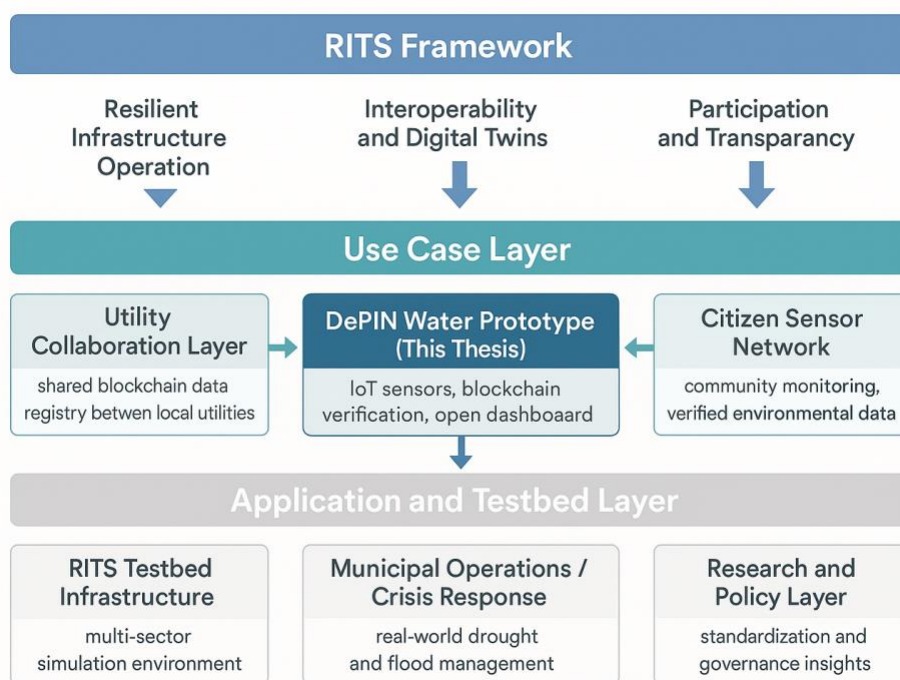 RITS Framework
Resilient
Infrastructure
Operation
Interoperability
and Digital Twins
Participation
and Transparancy
Use Case Layer
Utility
Collaboration Layer
shared blockchain data
registry betwen local utilities
DePIN Water Prototype
(This Thesis)
IoT sensors, blockchain
verification, open dashboaard
Citizen Sensor
Network
community monitoring,
verified environmental data
Application and Testbed Layer
RITS Testbed
Infrastructure
multi-sector
simulation environment
Municipal Operations /
Crisis Response
real-world drought
and flood management
Research and
Policy Layer
standardization and
governance insights